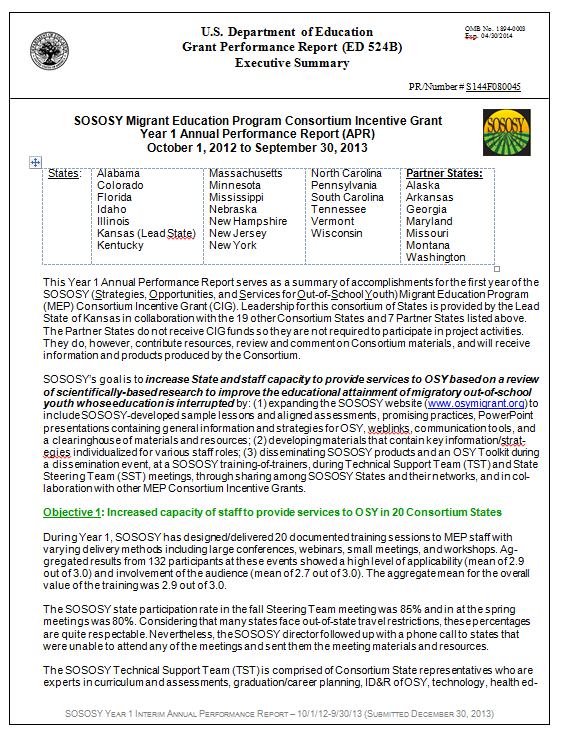 U.S. Department of Education
Grant Performance Report (ED 524B)
Executive Summary
OMB No. 1894-0003
Exp. 04/30/2014
PR/Number # S144F080045
SOSOSY Migrant Education Program Consortium Incentive Grant
Year 1 Annual Performance Report (APR)
October 1, 2012 to September 30, 2013
SOSOSY
States:
Alabama
Colorado
Florida
Idaho
Illinois
Kansas (Lead State)
Kentucky
Massachusetts
Minnesota
Mississippi
Nebraska
New Hampshire
New Jersey
New York
North Carolina
Pennsylvania
South Carolina
Tennessee
Vermont
Wisconsin
Partner States:
Alaska
Arkansas
Georgia
Maryland
Missouri
Montana
Washington
This Year 1 Annual Performance Report serves as a summary of accomplishments for the first year of the
SOSOSY (Strategies, Opportunities, and Services for Out-of-School Youth) Migrant Education Program
(MEP) Consortium Incentive Grant (CIG). Leadership for this consortium of States is provided by the Lead
State of Kansas in collaboration with the 19 other Consortium States and 7 Partner States listed above.
The Partner States do not receive CIG funds so they are not required to participate in project activities.
They do, however, contribute resources, review and comment on Consortium materials, and will receive
information and products produced by the Consortium.
SOSOSY's goal is to increase State and staff capacity to provide services to OSY based on a review
of scientifically-based research to improve the educational attainment of migratory out-of-school
youth whose education is interrupted by: (1) expanding the SOSOSY website (www.osymigrant.org) to
include SOSOSY-developed sample lessons and aligned assessments, promising practices, PowerPoint
presentations containing general information and strategies for OSY, weblinks, communication tools, and
a clearinghouse of materials and resources; (2) developing materials that contain key information/strat-
egies individualized for various staff roles; (3) disseminating SOSOSY products and an OSY Toolkit during
a dissemination event, at a SOSOSY training-of-trainers, during Technical Support Team (TST) and State
Steering Team (SST) meetings, through sharing among SOSOSY States and their networks, and in col-
laboration with other MEP Consortium Incentive Grants.
Objective 1: Increased capacity of staff to provide services to OSY in 20 Consortium States
During Year 1, SOSOSY has designed/delivered 20 documented training sessions to MEP staff with
varying delivery methods including large conferences, webinars, small meetings, and workshops. Ag-
gregated results from 132 participants at these events showed a high level of applicability (mean of 2.9
out of 3.0) and involvement of the audience (mean of 2.7 out of 3.0). The aggregate mean for the overall
value of the training was 2.9 out of 3.0.
The SOSOSY state participation rate in the fall Steering Team meeting was 85% and in at the spring
meetings was 80%. Considering that many states face out-of-state travel restrictions, these percentages
are quite respectable. Nevertheless, the SOSOSY director followed up with a phone call to states that
were unable to attend any of the meetings and sent them the meeting materials and resources.
The SOSOSY Technical Support Team (TST) is comprised of Consortium State representatives who are
experts in curriculum and assessments, graduation/career planning, ID&R of OSY, technology, health ed-
SOSOSY YEAR 1 INTERIM ANNUAL PERFORMANCE REPORT – 10/1/12-9/30/13 (SUBMITTED DECEMBER 30, 2013)